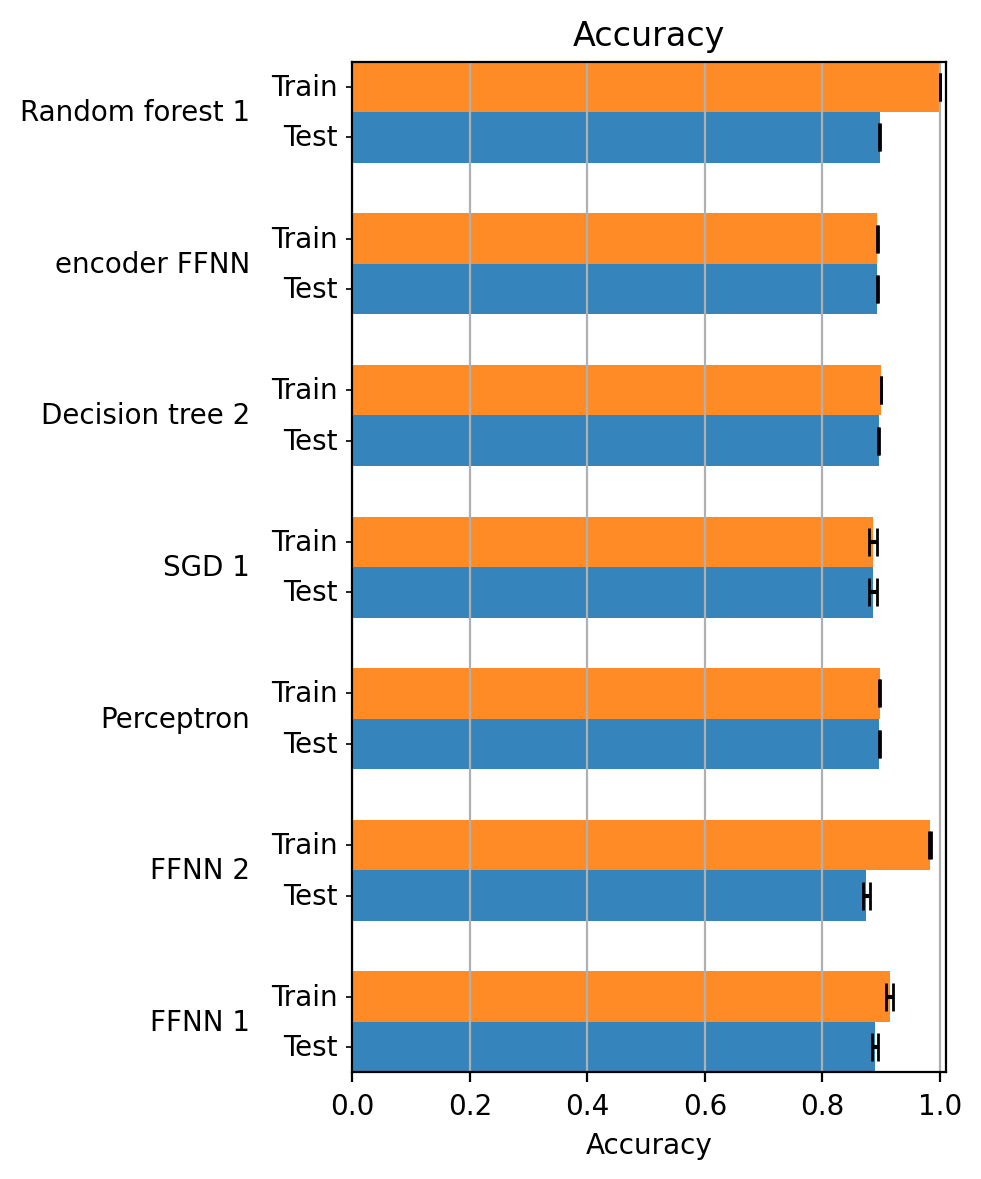 Accuracy
Train
Random forest 1
Test
Train
encoder FFNN
Test
Train
Decision tree 2
Test
Train
SGD 1
Test
Train
Perceptron
Test
Train
FFNN 2
Test
Train
FFNN 1
Test
0.0 0.2 0.4 0.6 0.8 1.0
Accuracy